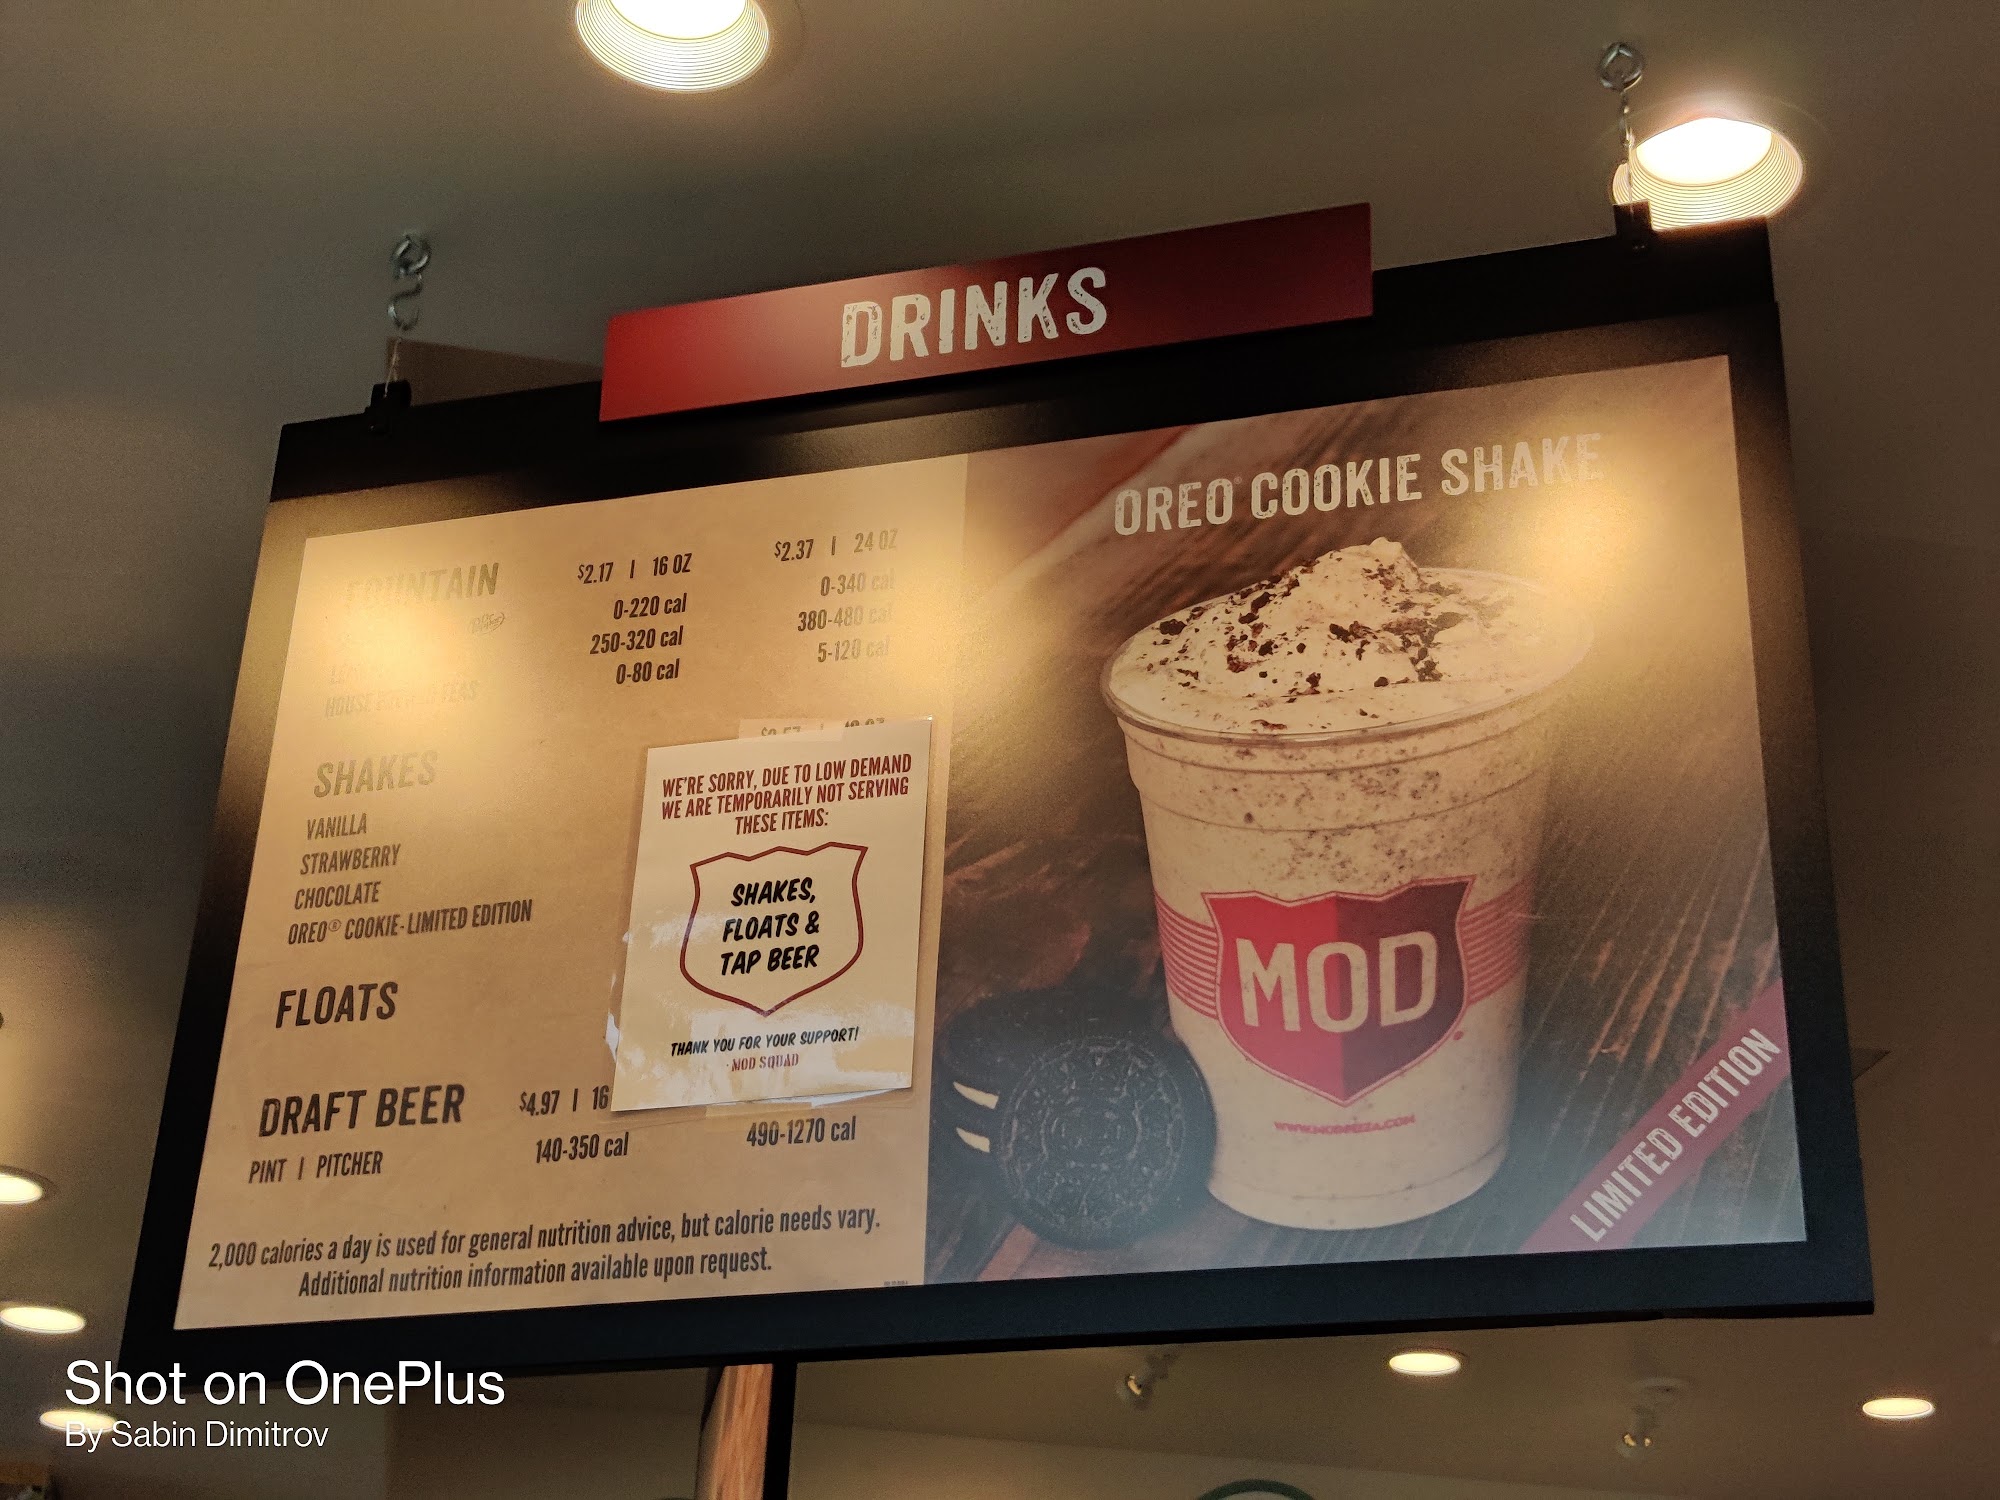 DRINKS
FOUNTAIN
$2.17 | 16 OZ
$2.37 | 24 OZ
0-220 cal
0-340 cal
250-320 cal
380-480 cal
HOUSE TEAS
0-80 cal
5-120 cal
SHAKES
VANILLA
STRAWBERRY
CHOCOLATE
OREO® COOKIE-LIMITED EDITION
FLOATS
DRAFT BEER
$4.97 | 16
PINT | PITCHER
140-350 cal
490-1270 cal
2,000 calories a day is used for general nutrition advice, but calorie needs vary.
Additional nutrition information available upon request.
WE'RE SORRY, DUE TO LOW DEMAND
WE ARE TEMPORARILY NOT SERVING
THESE ITEMS:
SHAKES,
FLOATS &
TAP BEER
THANK YOU FOR YOUR SUPPORT!
- MOD SQUAD
OREO® COOKIE SHAKE
MOD
WWW.MODPIZZA.COM
LIMITED EDITION
Shot on OnePlus
By Sabin Dimitrov